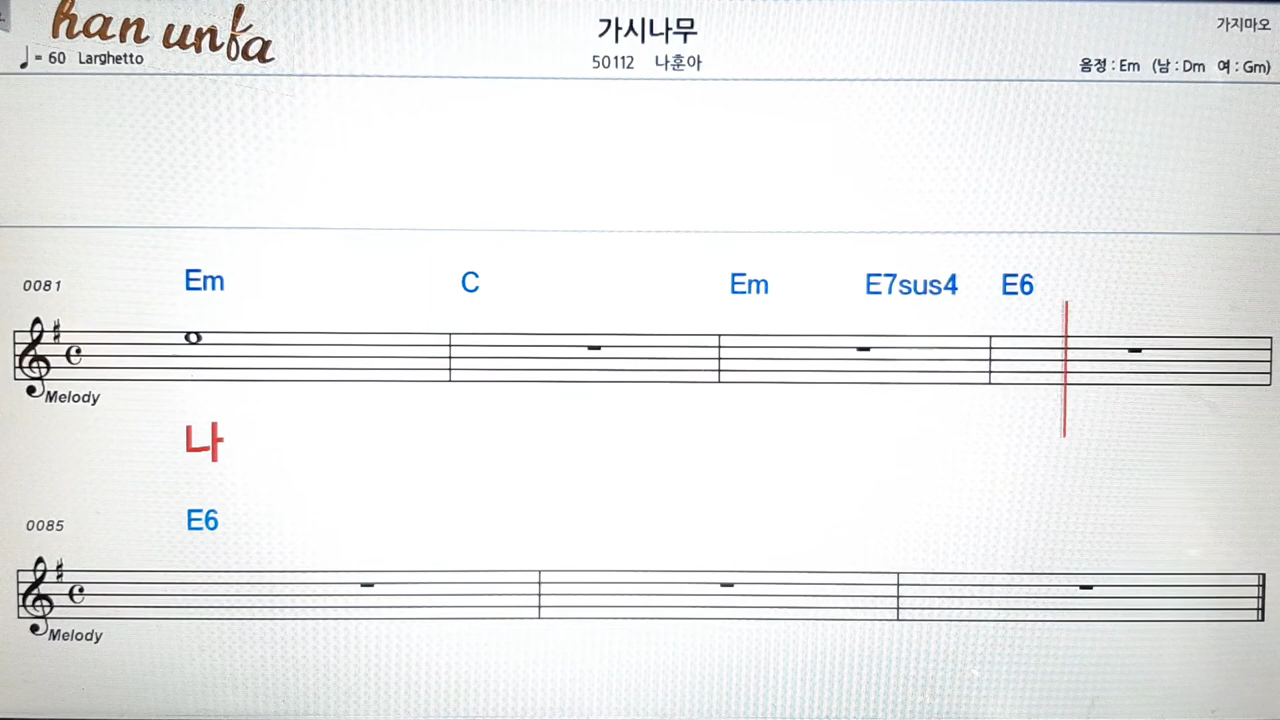 han unfa
가시나무
가지마오
♩= 60 Larghetto
50112 나훈아
음정 : Em (남 : Dm 여 : Gm)
0081 Em C Em E7sus4 E6
Melody
나
0085 E6
Melody